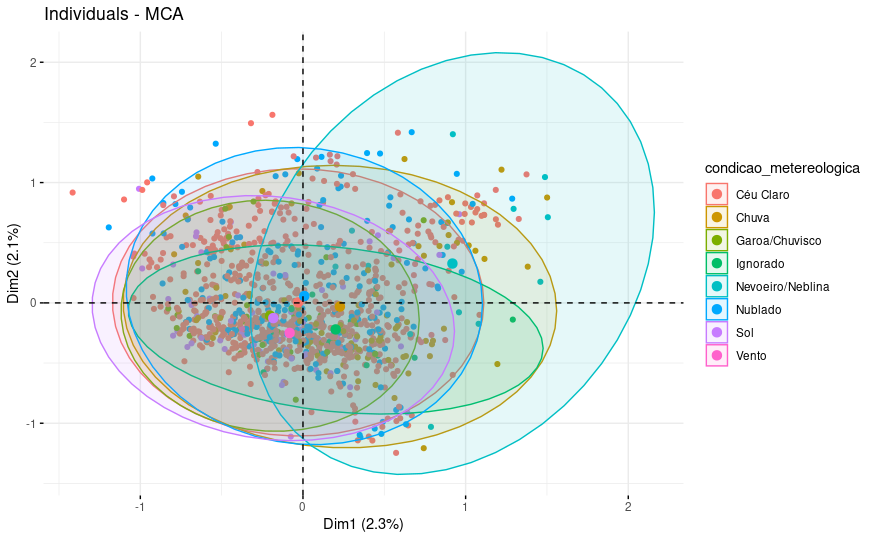 Individuals - MCA
Dim2 (2.1%)
2
1
0
-1
-1
0
1
2
Dim1 (2.3%)
condicao_metereologica
Céu Claro
Chuva
Garoa/Chuvisco
Ignorado
Nevoeiro/Neblina
Nublado
Sol
Vento